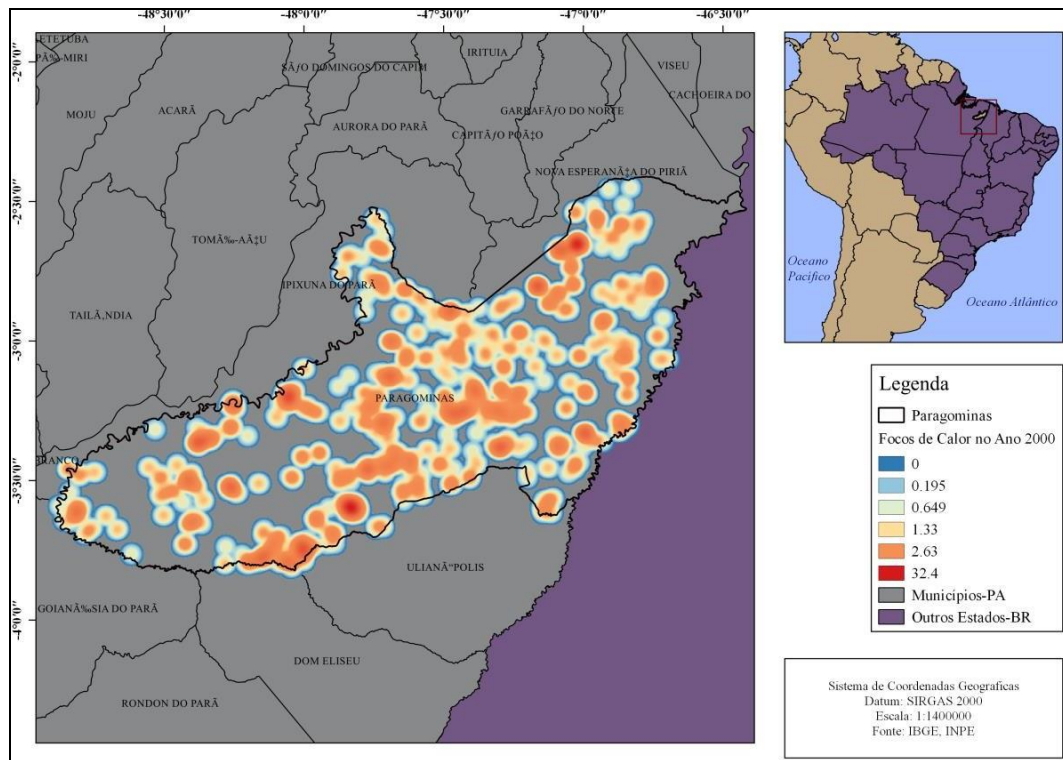 -48°30'0"
-48°0'0"
-47°30'0"
-47°0'0"
-46°30'0"
-2°0'0"
-2°30'0"
-3°0'0"
-3°30'0"
-4°0'0"
ETETUBA
PÃ‰-MIRI
MOJU
ACARÃ
SÃƒO DOMINGOS DO CAPIM
IRITUIA
VISEU
CACHOEIRA DO
GARRAFÃƒO DO NORTE
AURORA DO PARÃ
CAPITÃƒO POÃ‡O
NOVA ESPERANÃ‡A DO PIRIÃ
TOMÃ‰-AÃ‡U
IPIXUNA DO PARÃ
TAILÃ‚NDIA
PARAGOMINAS
BRANCO
ULIANÃ“POLIS
GOIANÃ‰SIA DO PARÃ
DOM ELISEU
RONDON DO PARÃ
Oceano
Pacífico
Oceano Atlántico
Legenda
Paragominas
Focos de Calor no Ano 2000
0
0.195
0.649
1.33
2.63
32.4
Municípios-PA
Outros Estados-BR
Sistema de Coordenadas Geograficas
Datum: SIRGAS 2000
Escala: 1:1400000
Fonte: IBGE, INPE